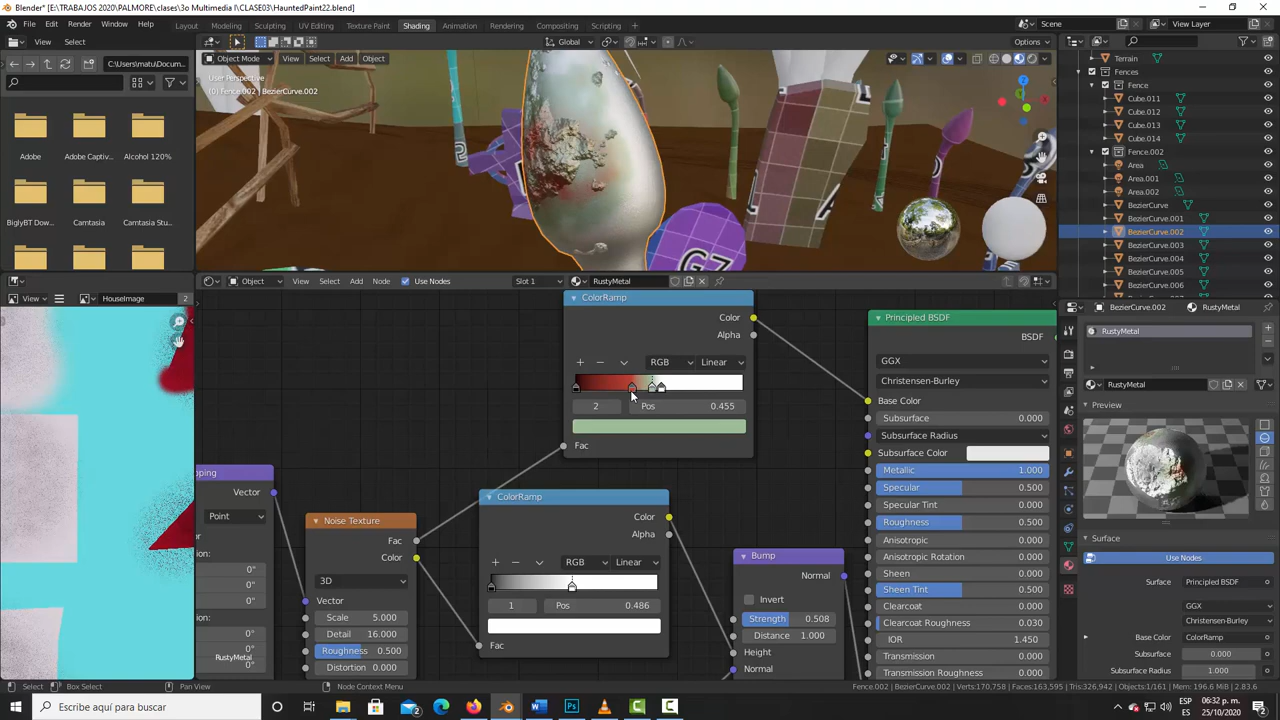 Blender* [E:\TRABAJOS 2020\PALMORE\clases\3o Multimedia I\CLASE03\HauntedPaint22.blend]
File Edit Render Window Help Layout Modeling Sculpting UV Editing Texture Paint Shading Animation Rendering Compositing Scripting Scene View Layer
View Select Global Options
C:\Users\matu\Docum... Object Mode View Select Add Object
User Perspective
(0) Fence.002 | BezierCurve.002
Adobe Adobe Captiv... Alcohol 120%
BiglyBT Dow... Camtasia Camtasia Stu...
Terrain
Fences
Fence
Cube.011
Cube.012
Cube.013
Cube.014
Fence.002
Area
Area.001
Area.002
BezierCurve
BezierCurve.001
BezierCurve.002
BezierCurve.003
BezierCurve.004
BezierCurve.005
BezierCurve.006
Object View Select Add Node Use Nodes Slot 1 RustyMetal
View HouseImage 2
ColorRamp
Color
Alpha
RGB Linear
2 Pos 0.455
Fac
Principled BSDF
BSDF
GGX
Christensen-Burley
Base Color
Subsurface 0.000
Subsurface Radius
Subsurface Color
Metallic 1.000
Specular 0.500
Specular Tint 0.000
Roughness 0.500
Anisotropic 0.000
Anisotropic Rotation 0.000
Sheen 0.000
Sheen Tint 0.500
Clearcoat 0.000
Clearcoat Roughness 0.030
IOR 1.450
Transmission 0.000
Transmission Roughness 0.000
Vector
Point
0°
0°
0°
RustyMetal
Noise Texture
Fac
Color
3D
Vector
Scale 5.000
Detail 16.000
Roughness 0.500
Distortion 0.000
ColorRamp
Color
Alpha
RGB Linear
1 Pos 0.486
Fac
Bump
Normal
Invert
Strength 0.508
Distance 1.000
Height
Normal
BezierCurve.002 RustyMetal
RustyMetal
RustyMetal
Preview
Surface
Use Nodes
Surface Principled BSDF
GGX
Christensen-Burley
Base Color ColorRamp
Subsurface 0.000
Subsurface Radius 1.000
Select Box Select Pan View Node Context Menu Fence.002 | BezierCurve.002 | Verts:170,758 | Faces:163,595 | Tris:326,942 | Objects:1/161 | Mem: 196.6 MiB | 2.83.6
Escribe aquí para buscar ESP 06:32 p. m.
ES 25/10/2020